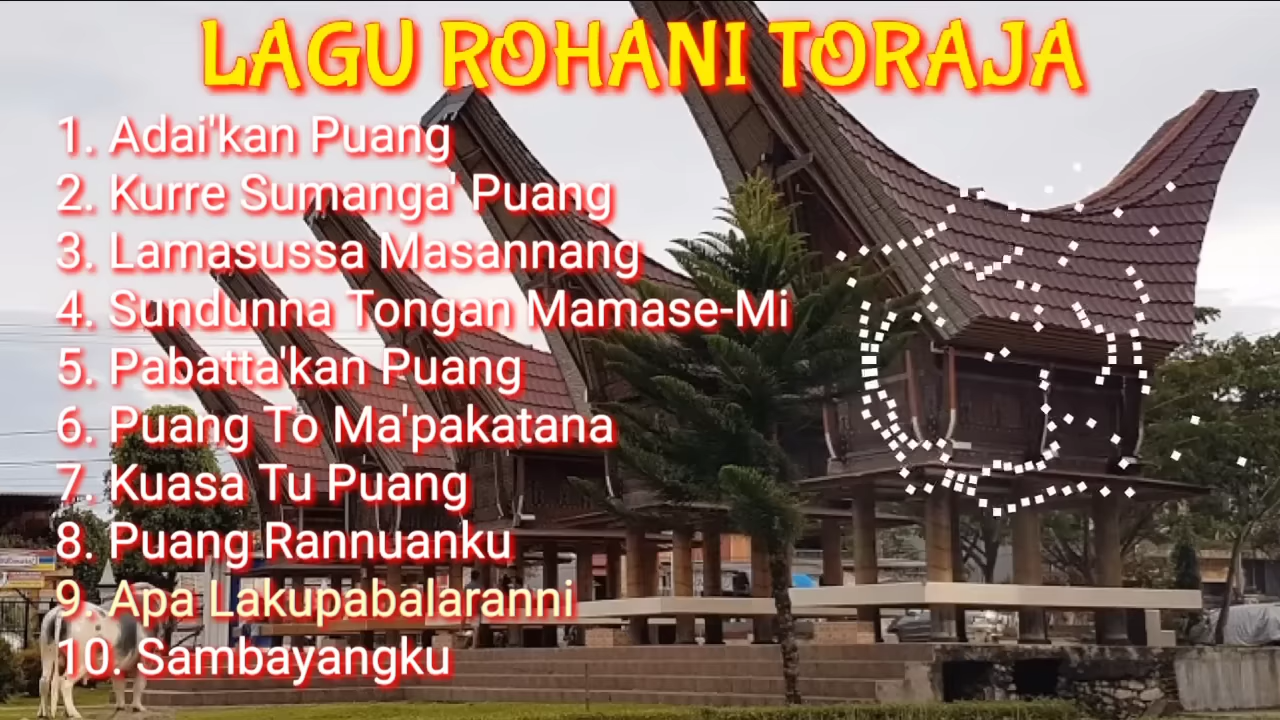 LAGU ROHANI TORAJA
1. Adai'kan Puang
2. Kurre Sumanga' Puang
3. Lamasussa Masannang
4. Sundunna Tongan Mamase-Mi
5. Pabatta'kan Puang
6. Puang To Ma'pakatana
7. Kuasa Tu Puang
8. Puang Rannuanku
9. Apa Lakupabalaranni
10. Sambayangku